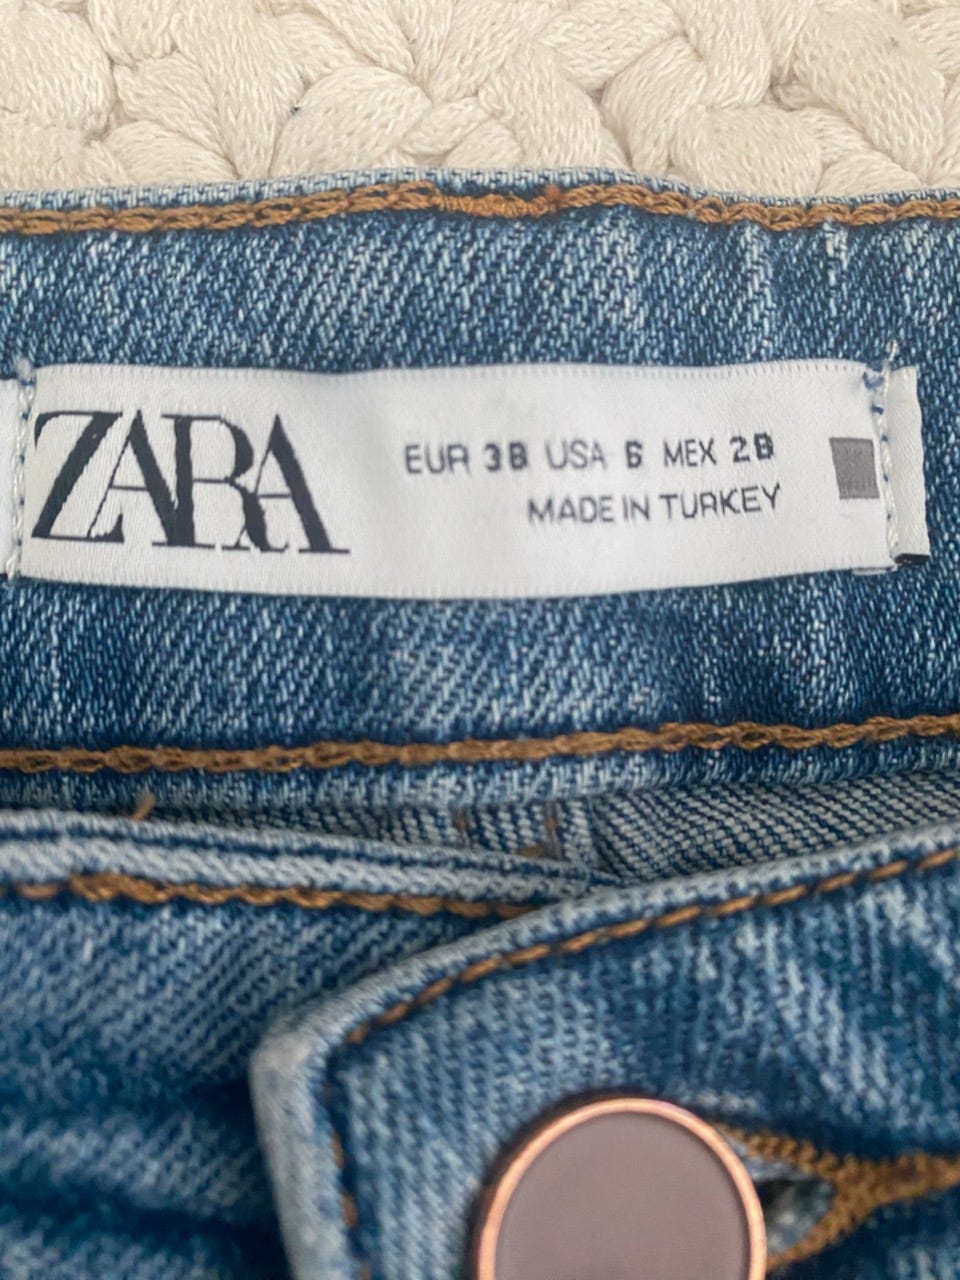 ZARA
EUR 38 USA 6 MEX 28
MADE IN TURKEY